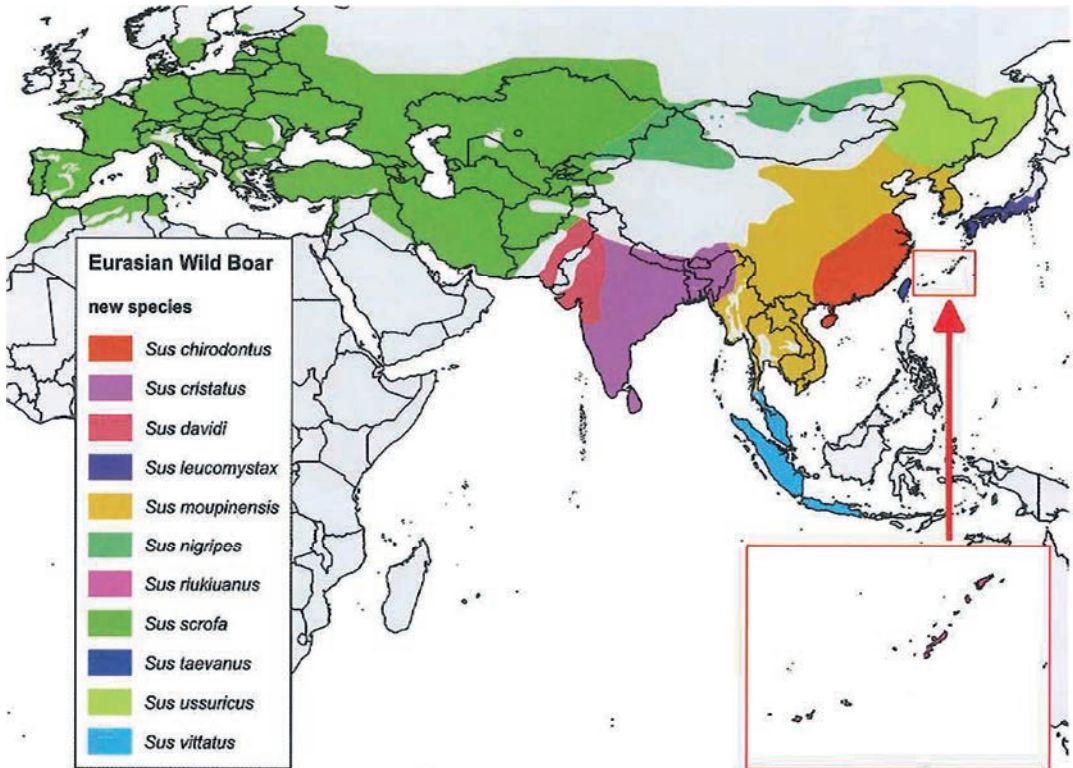 Eurasian Wild Boar
new species
Sus chirodontus
Sus cristatus
Sus davidi
Sus leucomystax
Sus moupinensis
Sus nigripes
Sus riukiuanus
Sus scrofa
Sus taevanus
Sus ussuricus
Sus vittatus